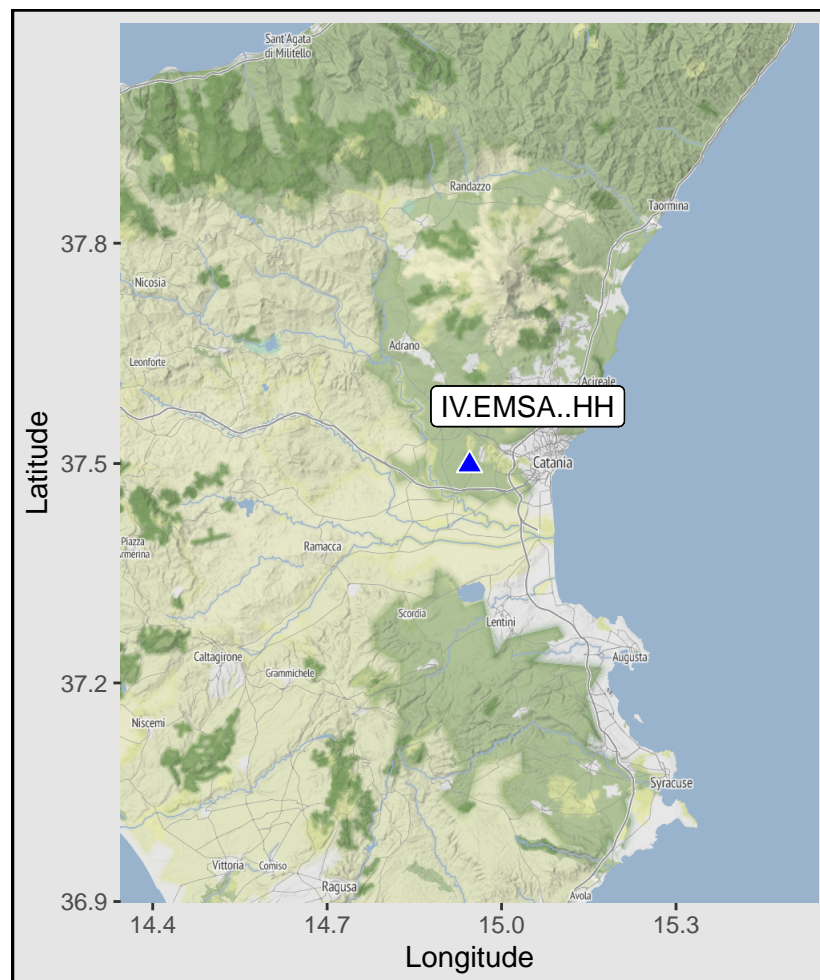 Sant'Agata
di Militello
Randazzo
Taormina
37.8
Nicosia
Adrano
Leonforte
Acireale
IV.EMSA..HH
Latitude
37.5
Catania
Piazza
Armerina
Ramacca
Scordia
Lentini
Augusta
Caltagirone
37.2
Grammichele
Niscemi
Syracuse
Vittoria
Comiso
Ragusa
Avola
36.9
14.4
14.7
15.0
15.3
Longitude